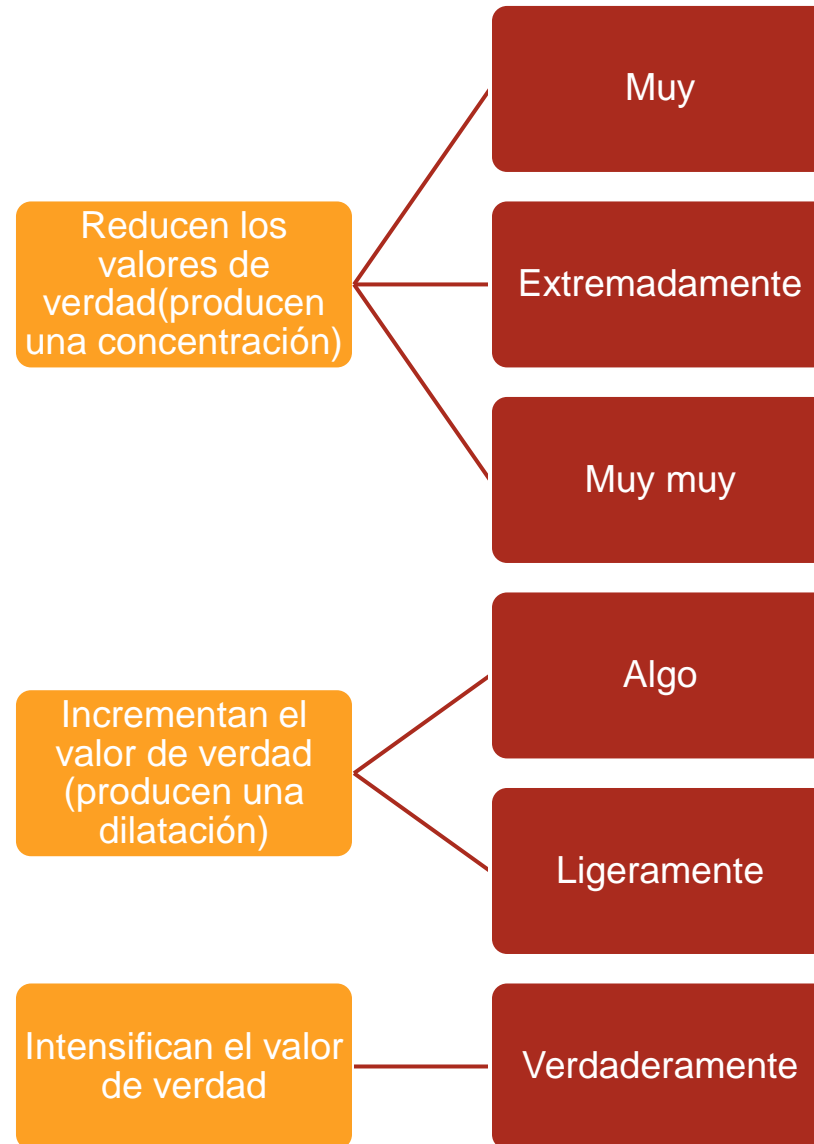 Reducen los
valores de
verdad(producen
una concentración)
Muy
Extremadamente
Muy muy
Incrementan el
valor de verdad
(producen una
dilatación)
Algo
Ligeramente
Intensifican el valor
de verdad
Verdaderamente